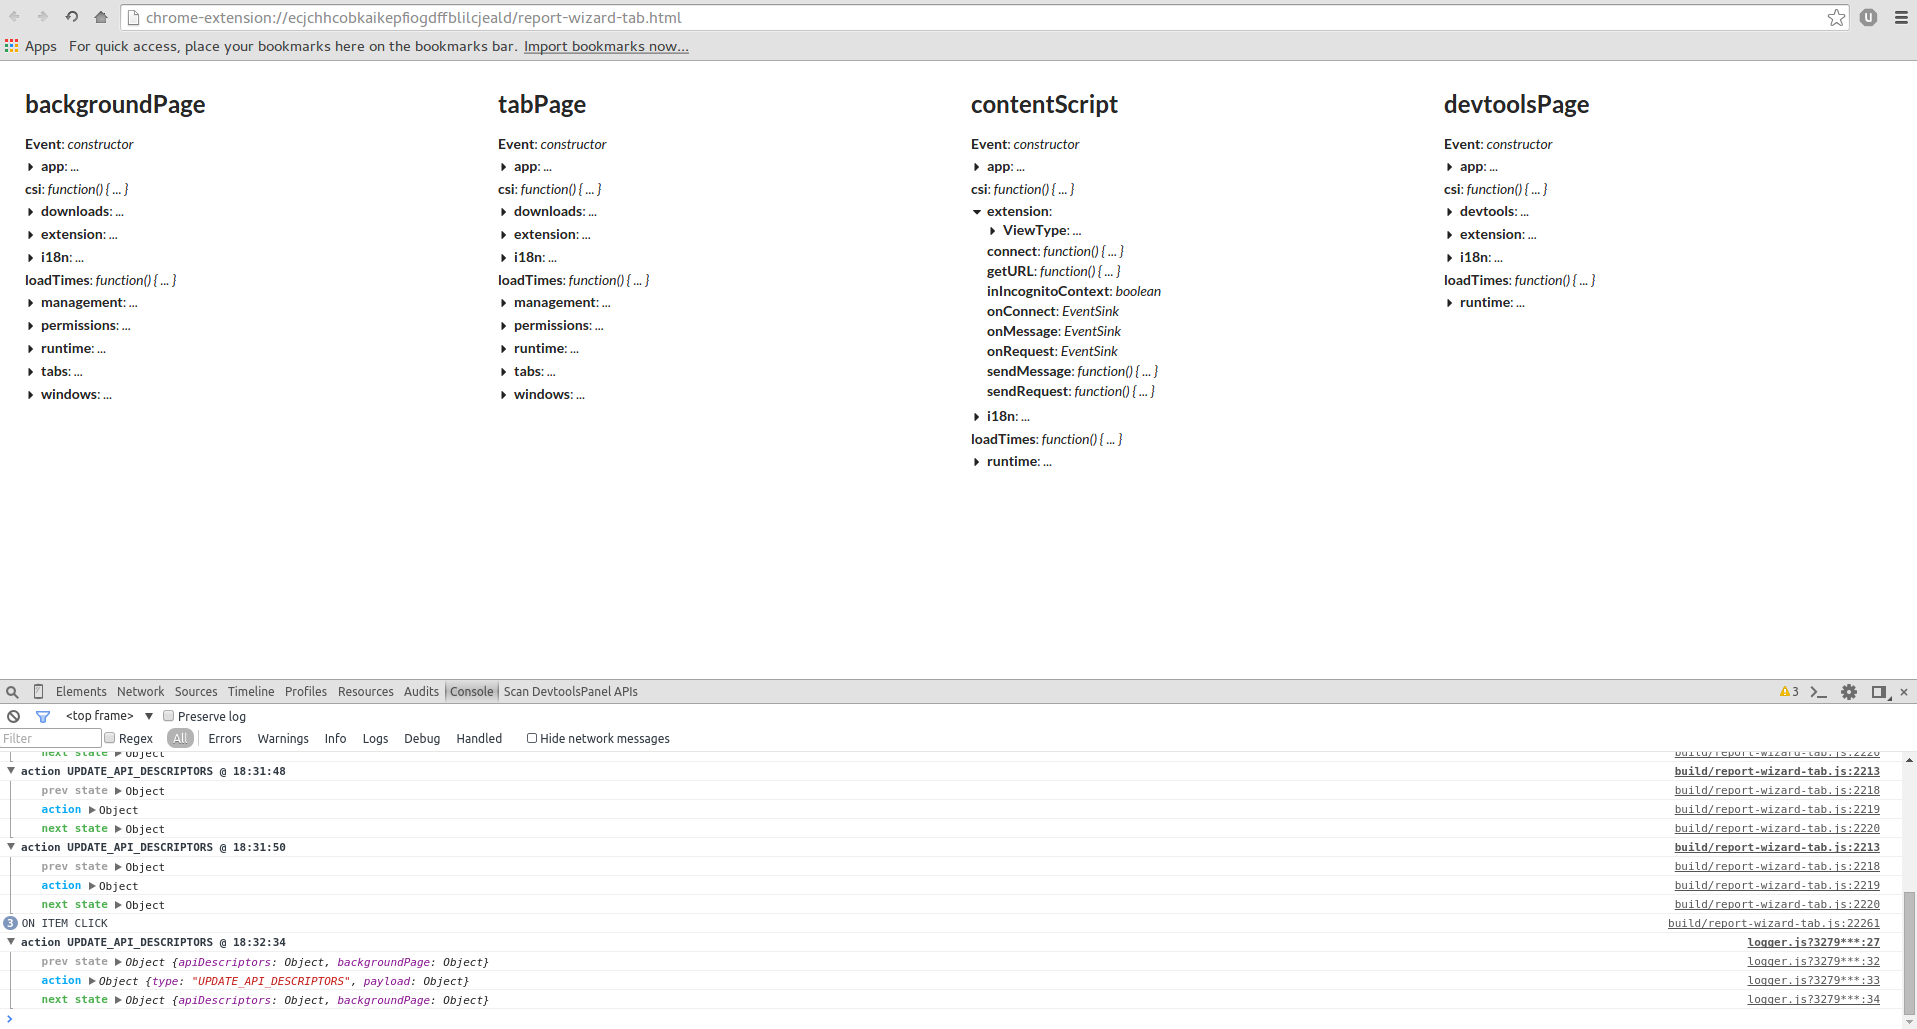 chrome-extension://ecjchhcobkaikepfiogdffblilcjeald/report-wizard-tab.html
Apps For quick access, place your bookmarks here on the bookmarks bar. Import bookmarks now...
backgroundPage
Event: constructor
app: ...
csi: function() { ... }
downloads: ...
extension: ...
i18n: ...
loadTimes: function() { ... }
management: ...
permissions: ...
runtime: ...
tabs: ...
windows: ...
tabPage
Event: constructor
app: ...
csi: function() { ... }
downloads: ...
extension: ...
i18n: ...
loadTimes: function() { ... }
management: ...
permissions: ...
runtime: ...
tabs: ...
windows: ...
contentScript
Event: constructor
app: ...
csi: function() { ... }
extension:
ViewType: ...
connect: function() { ... }
getURL: function() { ... }
inIncognitoContext: boolean
onConnect: EventSink
onMessage: EventSink
onRequest: EventSink
sendMessage: function() { ... }
sendRequest: function() { ... }
i18n: ...
loadTimes: function() { ... }
runtime: ...
devtoolsPage
Event: constructor
app: ...
csi: function() { ... }
devtools: ...
extension: ...
i18n: ...
loadTimes: function() { ... }
runtime: ...
Elements Network Sources Timeline Profiles Resources Audits Console Scan DevtoolsPanel APIs 3
<top frame> Preserve log
Filter Regex All Errors Warnings Info Logs Debug Handled Hide network messages
next state Object build/report-wizard-tab.js:2220
action UPDATE_API_DESCRIPTORS @ 18:31:48 build/report-wizard-tab.js:2213
prev state Object build/report-wizard-tab.js:2218
action Object build/report-wizard-tab.js:2219
next state Object build/report-wizard-tab.js:2220
action UPDATE_API_DESCRIPTORS @ 18:31:50 build/report-wizard-tab.js:2213
prev state Object build/report-wizard-tab.js:2218
action Object build/report-wizard-tab.js:2219
next state Object build/report-wizard-tab.js:2220
3 ON ITEM CLICK build/report-wizard-tab.js:22261
action UPDATE_API_DESCRIPTORS @ 18:32:34 logger.js?3279***:27
prev state Object {apiDescriptors: Object, backgroundPage: Object} logger.js?3279***:32
action Object {type: "UPDATE_API_DESCRIPTORS", payload: Object} logger.js?3279***:33
next state Object {apiDescriptors: Object, backgroundPage: Object} logger.js?3279***:34